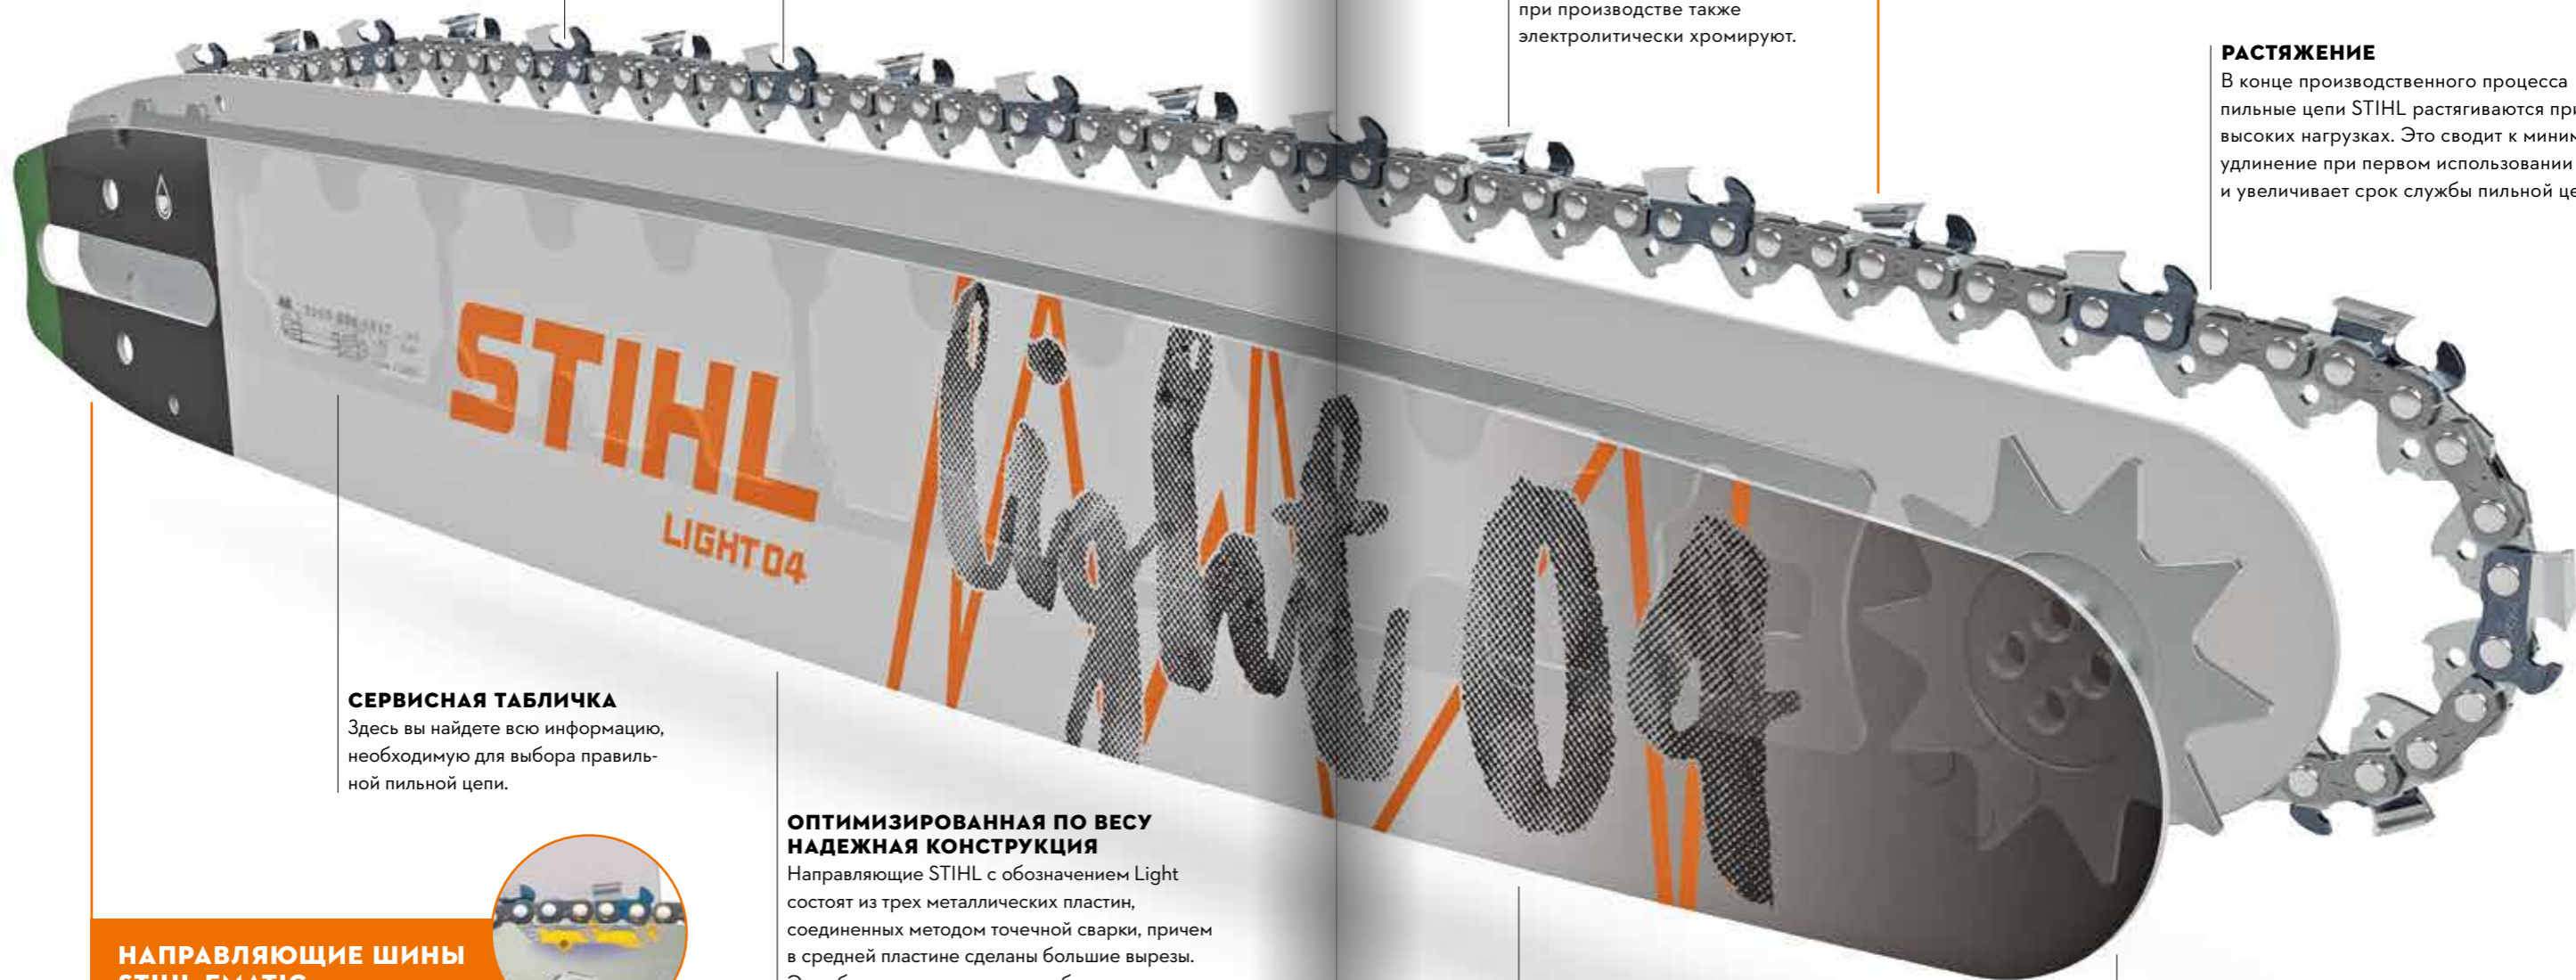 при производстве также
электролитически хромируют.
РАСТЯЖЕНИЕ
В конце производственного процесса
пильные цепи STIHL растягиваются
высоких нагрузках. Это сводит к
удлинение при первом использовании
и увеличивает срок службы пильной
STIHL
LIGHT 04
Light 04
СЕРВИСНАЯ ТАБЛИЧКА
Здесь вы найдете всю информацию,
необходимую для выбора правиль-
ной пильной цепи.
ОПТИМИЗИРОВАННАЯ ПО ВЕСУ
НАДЕЖНАЯ КОНСТРУКЦИЯ
Направляющие STIHL с обозначением Light
состоят из трех металлических пластин,
соединенных методом точечной сварки, причем
в средней пластине сделаны большие вырезы.
НАПРАВЛЯЮЩИЕ ШИНЫ
STIHL EMATIC